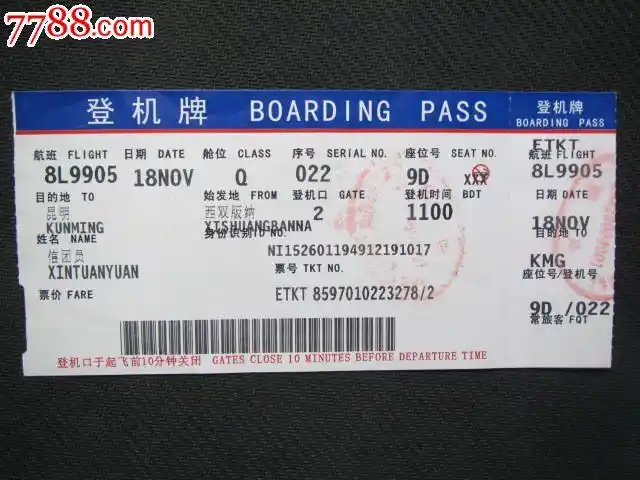 7788.com
登机牌 BOARDING PASS
登机牌
BOARDING PASS
航班 FLIGHT 日期 DATE 舱位 CLASS 序号 SERIAL NO. 座位号 SEAT NO.
8L9905 18NOV Q 022 9D XXX
目的地 TO 始发地 FROM 登机口 GATE 登机时间 BDT
昆明 西双版纳 2 1100
KUNMING XISHUANGBANNA
姓名 NAME 身份识别 ID NO.
信团员 NI152601194912191017
XINTUANYUAN 票号 TKT NO.
票价 FARE ETKT 8597010223278/2
登机口于起飞前10分钟关闭 GATES CLOSE 10 MINUTES BEFORE DEPARTURE TIME
ETKT
航班 FLIGHT
8L9905
日期 DATE
18NOV
目的地 TO
KMG
座位号/登机号
9D /022
常旅客 FQT